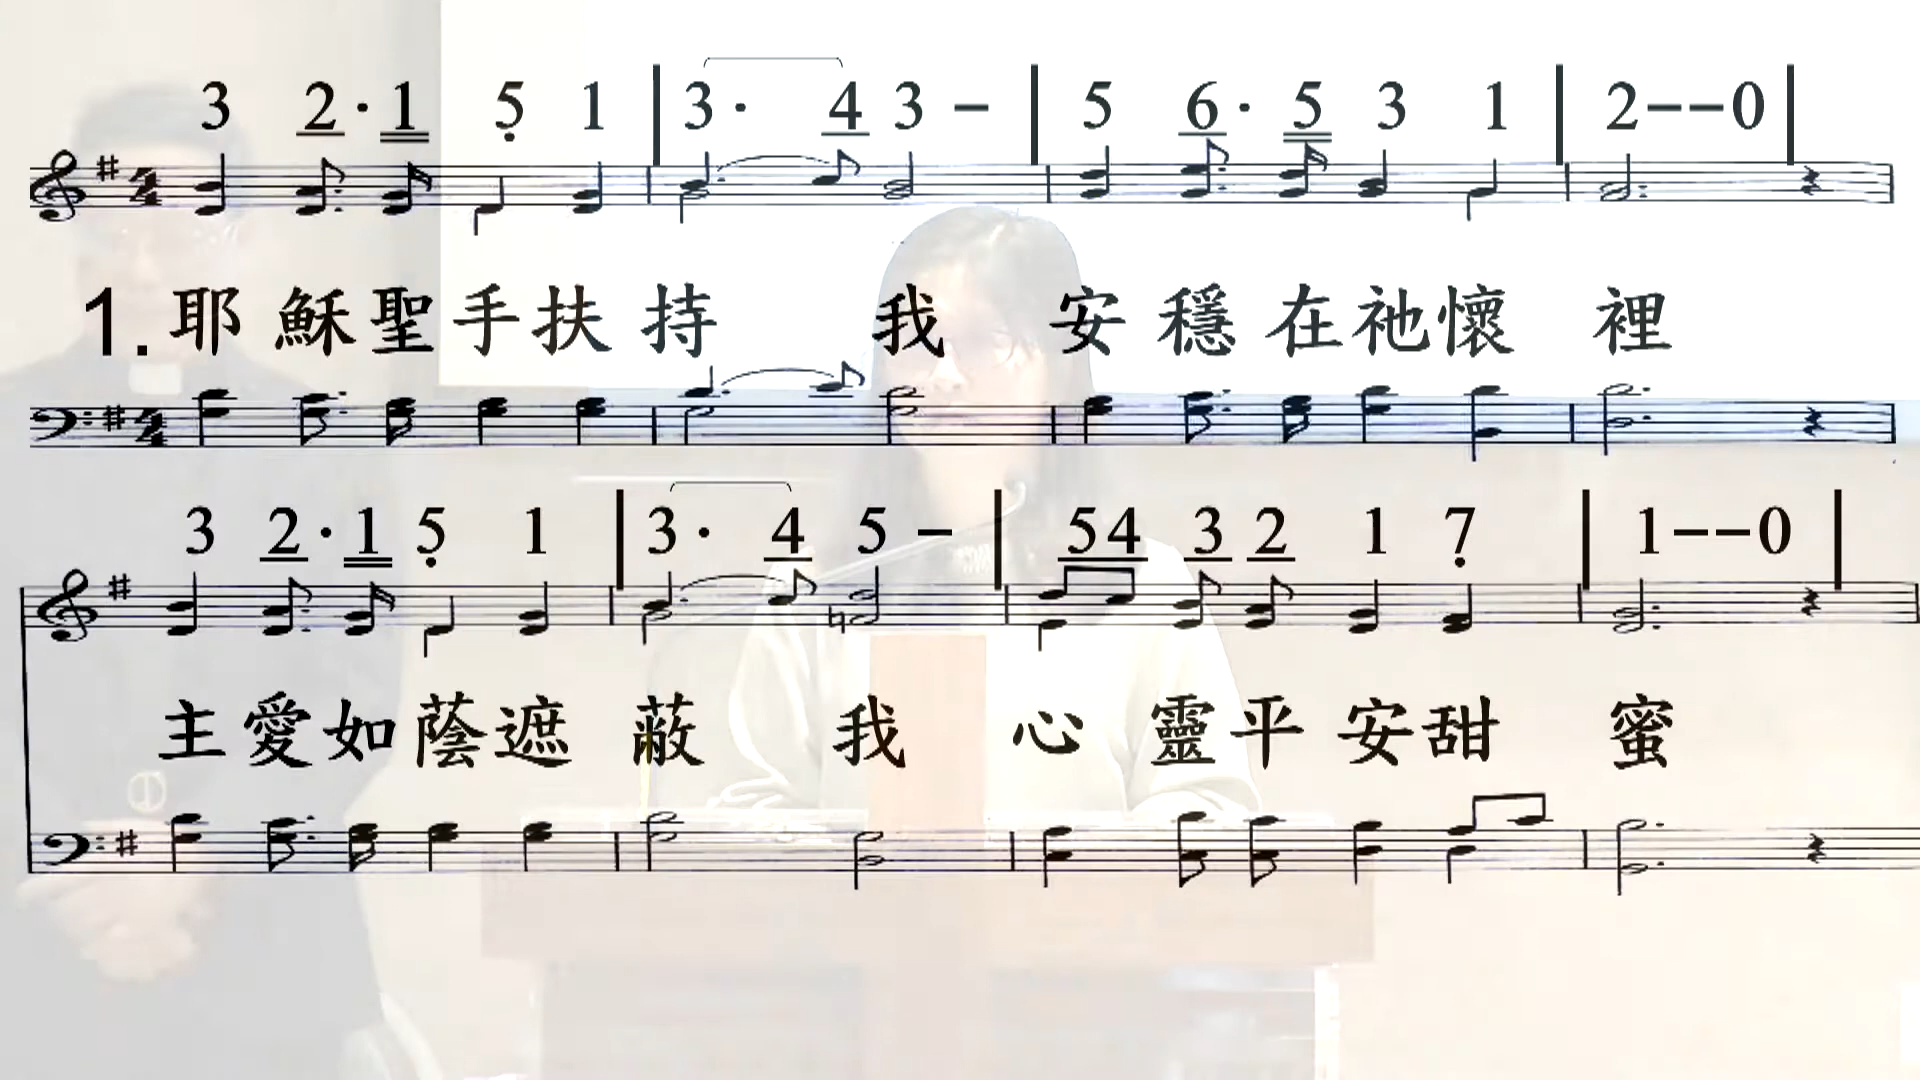 3 2·1 5 1 | 3· 4 3 – | 5 6·5 3 1 | 2––0 |
1.耶穌聖手扶持 我 安穩在祂懷裡
3 2·1 5 1 | 3· 4 5 – | 54 3 2 1 7 | 1––0 |
主愛如蔭遮蔽 我 心靈平安甜蜜